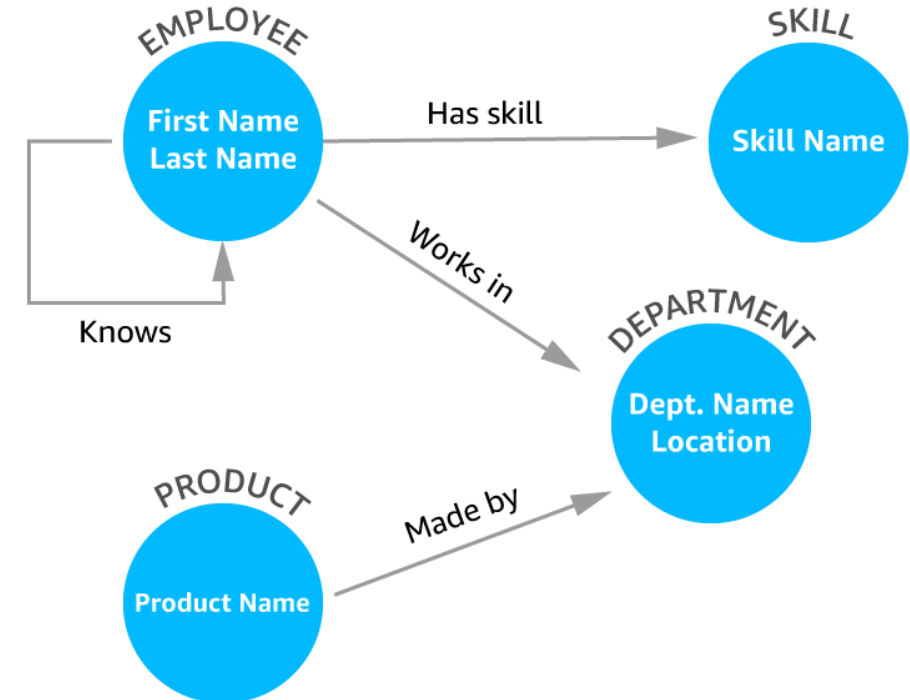 EMPLOYEE
First Name
Last Name
Has skill
SKILL
Skill Name
Knows
Works in
DEPARTMENT
Dept. Name
Location
PRODUCT
Product Name
Made by